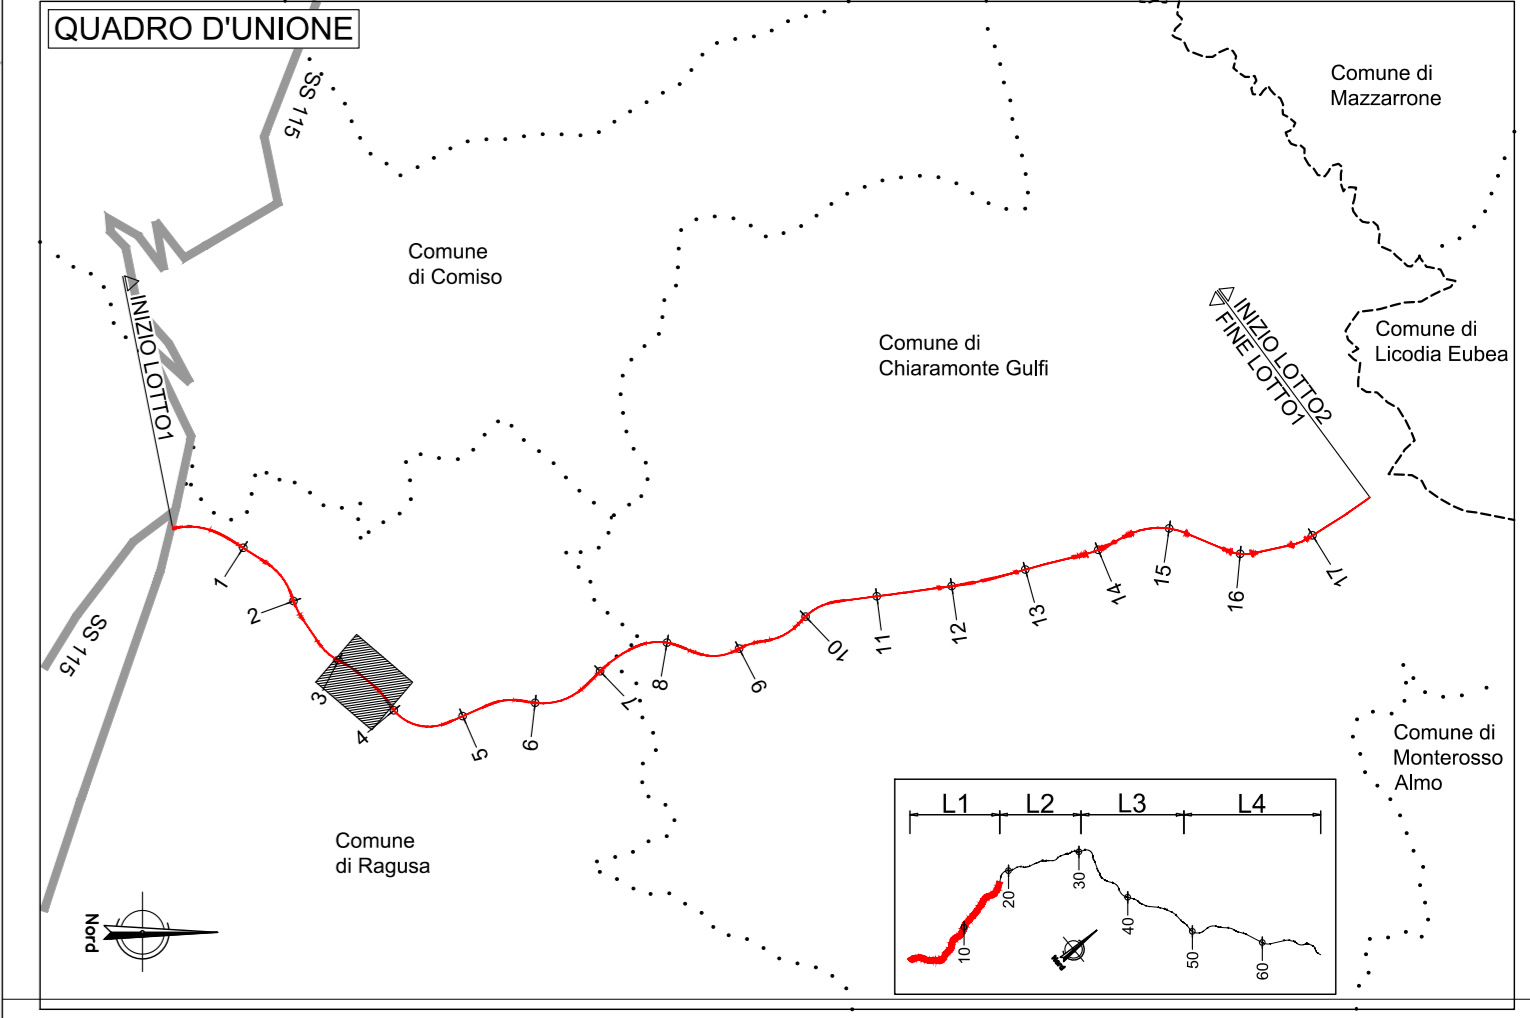 QUADRO D'UNIONE
SS 115
Comune di
Mazzarrone
Comune
di Comiso
INIZIO LOTTO1
Comune di
Chiaramonte Gulfi
INIZIO LOTTO2
FINE LOTTO1
Comune di
Licodia Eubea
1
2
3
4
5
6
7
8
9
10
11
12
13
14
15
16
17
SS 115
Comune
di Ragusa
Comune di
Monterosso
Almo
Nord
L1 L2 L3 L4
10
20
30
40
50
60
Nord